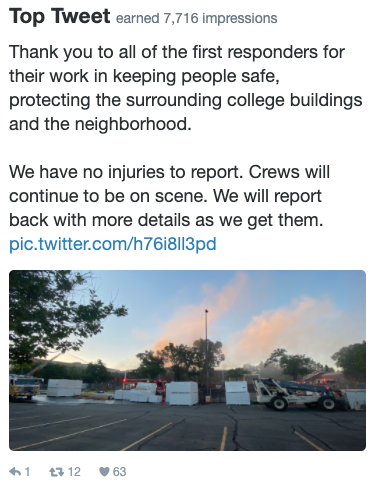 Top Tweet earned 7,716 impressions
Thank you to all of the first responders for
their work in keeping people safe,
protecting the surrounding college buildings
and the neighborhood.
We have no injuries to report. Crews will
continue to be on scene. We will report
back with more details as we get them.
pic.twitter.com/h76i8Il3pd
1 12 63